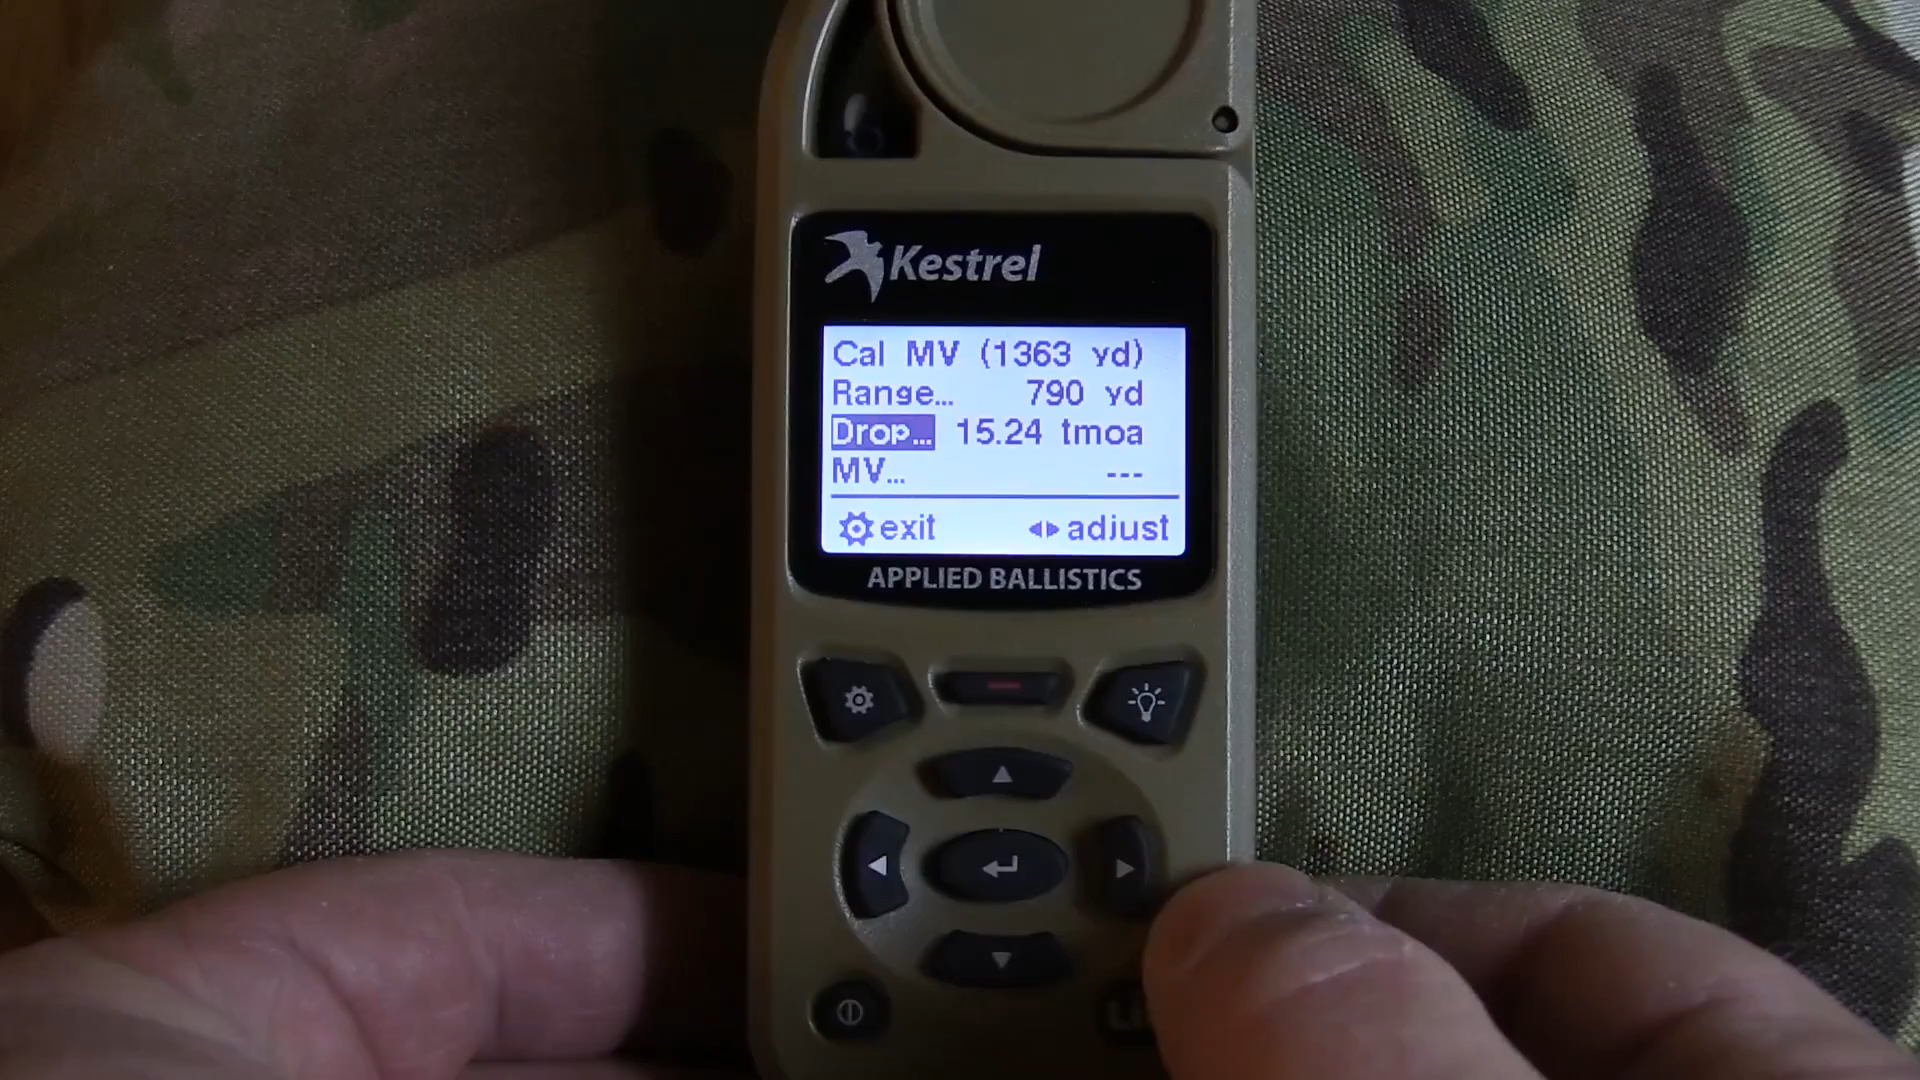 Kestrel
Cal MV (1363 yd)
Range... 790 yd
Drop... 15.24 tmoa
MV... ---
exit adjust
APPLIED BALLISTICS